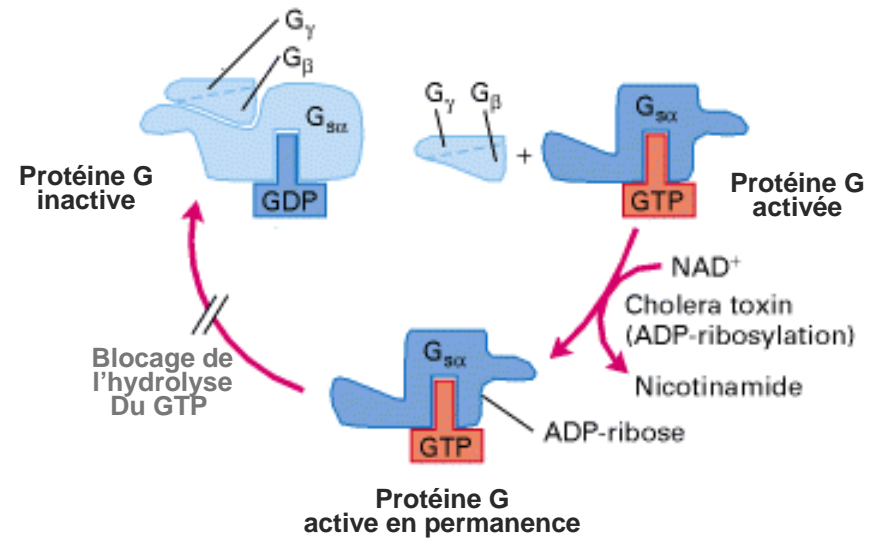 Gγ
Gβ
Gsα
GDP
Protéine G
inactive
Gγ
Gβ
+
Gsα
GTP
Protéine G
activée
NAD⁺
Cholera toxin
(ADP-ribosylation)
Nicotinamide
Blocage de
l'hydrolyse
Du GTP
Gsα
GTP
ADP-ribose
Protéine G
active en permanence